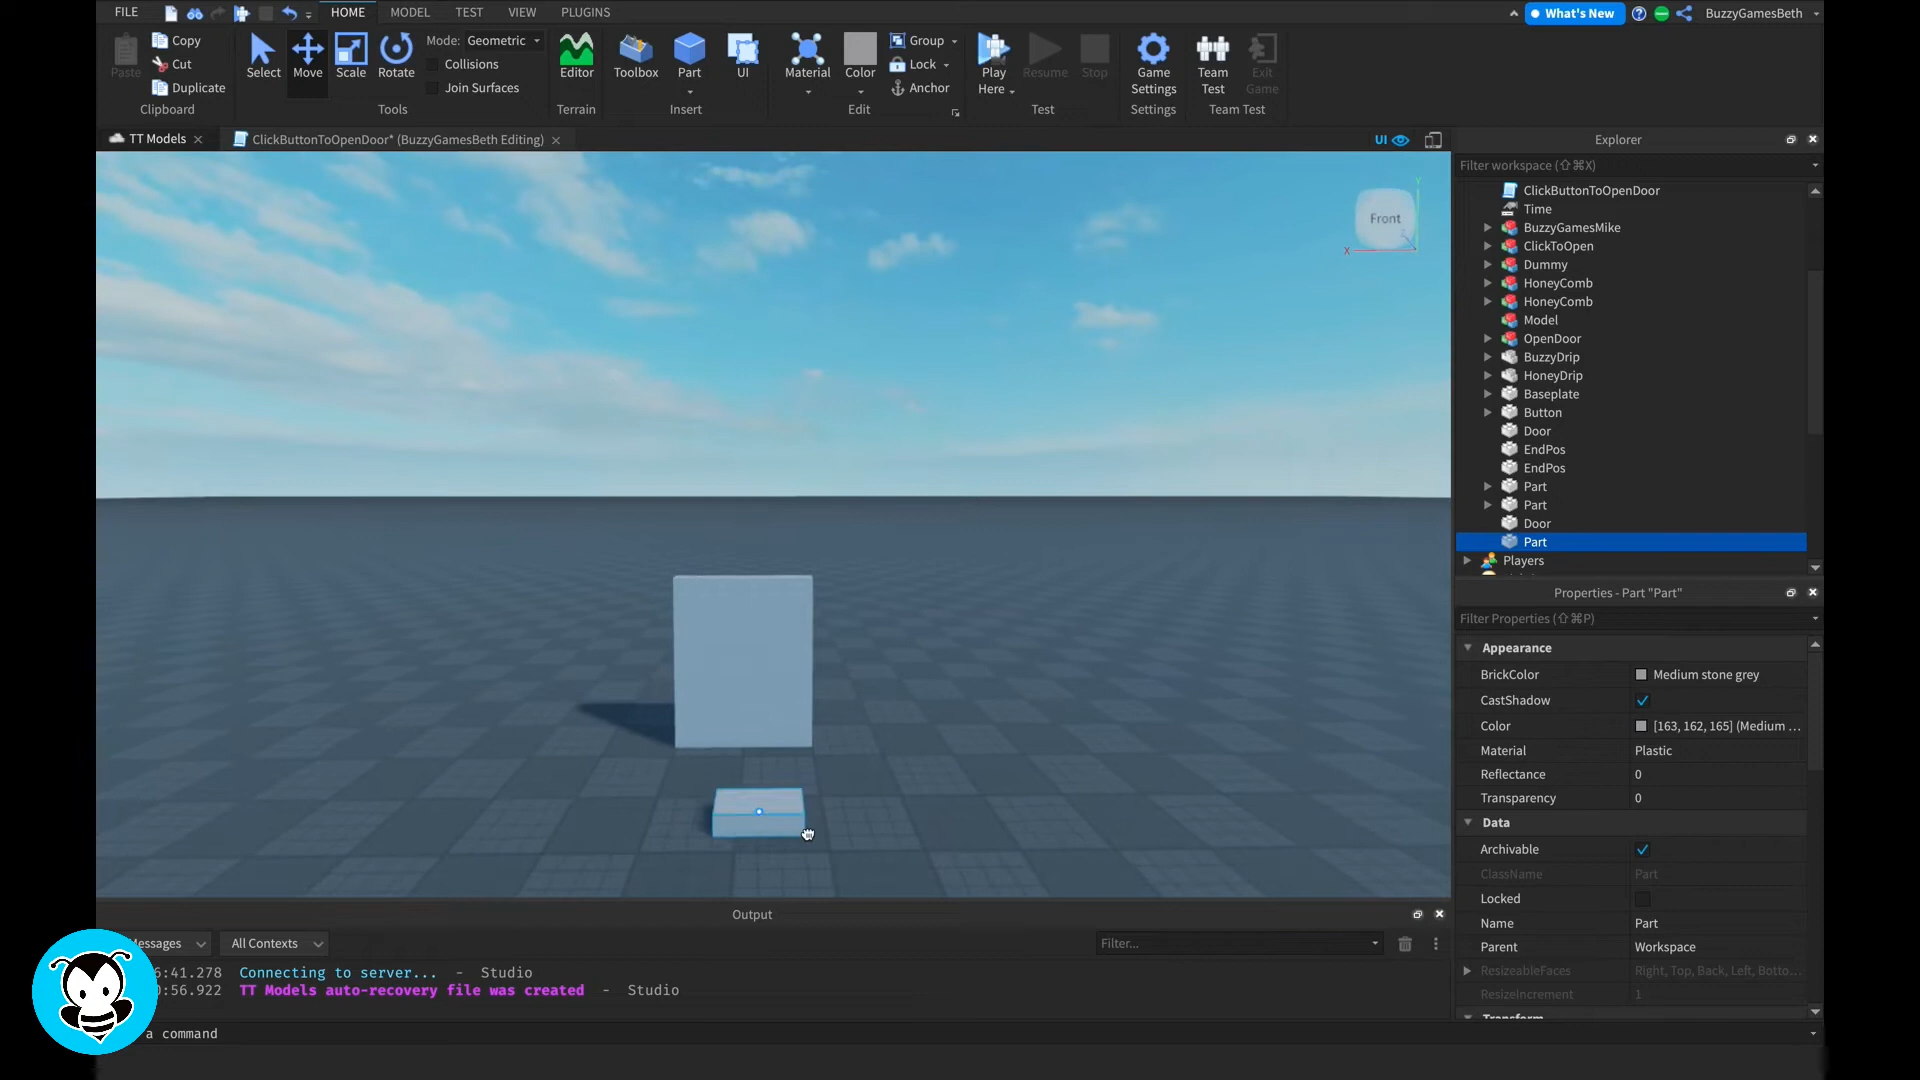 FILE HOME MODEL TEST VIEW PLUGINS What's New BuzzyGamesBeth
Paste Copy Cut Duplicate Clipboard
Select Move Scale Rotate Mode: Geometric Collisions Join Surfaces Tools
Editor Terrain
Toolbox Part UI Insert
Material Color Group Lock Anchor Edit
Play Here Resume Stop Test
Game Settings Settings
Team Test Exit Game Team Test
TT Models ClickButtonToOpenDoor* (BuzzyGamesBeth Editing) UI
Front
X
Y
Z
Explorer
Filter workspace (⇧⌘X)
ClickButtonToOpenDoor
Time
BuzzyGamesMike
ClickToOpen
Dummy
HoneyComb
HoneyComb
Model
OpenDoor
BuzzyDrip
HoneyDrip
Baseplate
Button
Door
EndPos
EndPos
Part
Part
Door
Part
Players
Properties - Part "Part"
Filter Properties (⇧⌘P)
Appearance
BrickColor Medium stone grey
CastShadow
Color [163, 162, 165] (Medium ...
Material Plastic
Reflectance 0
Transparency 0
Data
Archivable
ClassName Part
Locked
Name Part
Parent Workspace
ResizeableFaces Right, Top, Back, Left, Botto...
ResizeIncrement 1
Transform
Output
Messages All Contexts Filter...
6:41.278 Connecting to server... - Studio
0:56.922 TT Models auto-recovery file was created - Studio
a command